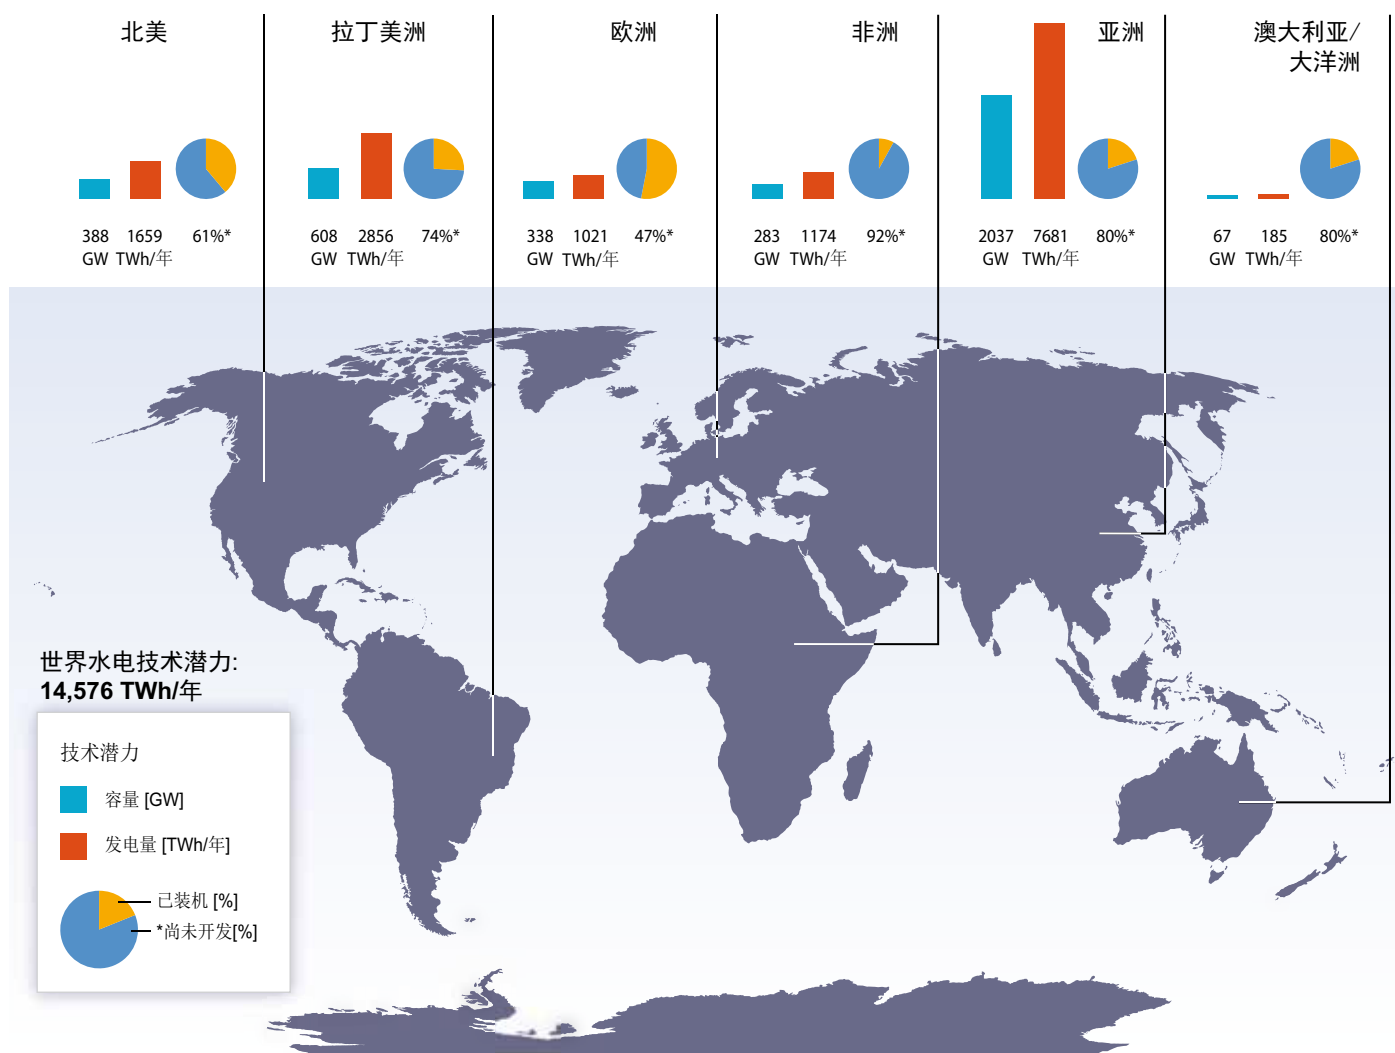 北美
388
GW
1659
TWh/年
61%*
拉丁美洲
608
GW
2856
TWh/年
74%*
欧洲
338
GW
1021
TWh/年
47%*
非洲
283
GW
1174
TWh/年
92%*
亚洲
2037
GW
7681
TWh/年
80%*
澳大利亚/
大洋洲
67
GW
185
TWh/年
80%*
世界水电技术潜力:
14,576 TWh/年
技术潜力
容量 [GW]
发电量 [TWh/年]
已装机 [%]
*尚未开发[%]